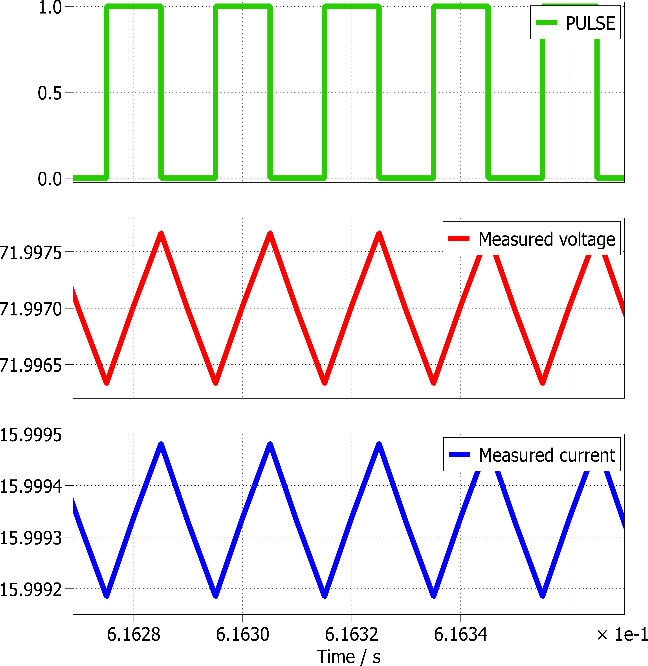 1.0
PULSE
0.5
0.0
Measured voltage
71.9975
71.9970
71.9965
15.9995
Measured current
15.9994
15.9993
15.9992
6.1628 6.1630 6.1632 6.1634 × 1e-1
Time / s